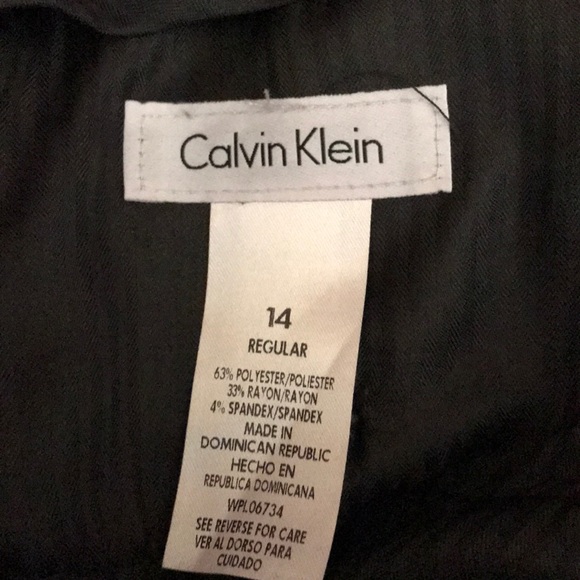 Calvin Klein
14
REGULAR
63% POLYESTER/POLIESTER
33% RAYON/RAYON
4% SPANDEX/SPANDEX
MADE IN
DOMINICAN REPUBLIC
HECHO EN
REPUBLICA DOMINICANA
WPL06734
SEE REVERSE FOR CARE
VER AL DORSO PARA
CUIDADO